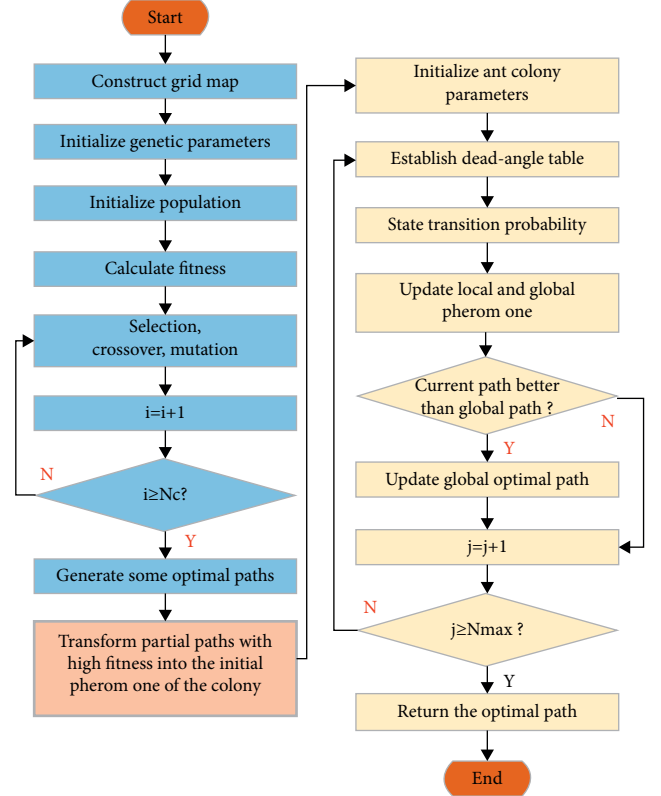 Start
Construct grid map
Initialize genetic parameters
Initialize population
Calculate fitness
Selection,
crossover, mutation
i=i+1
N
i≥Nc?
Y
Generate some optimal paths
Transform partial paths with
high fitness into the initial
pherom one of the colony
Initialize ant colony
parameters
Establish dead-angle table
State transition probability
Update local and global
pherom one
Current path better
than global path ?
N
Y
Update global optimal path
j=j+1
N
j≥Nmax ?
Y
Return the optimal path
End